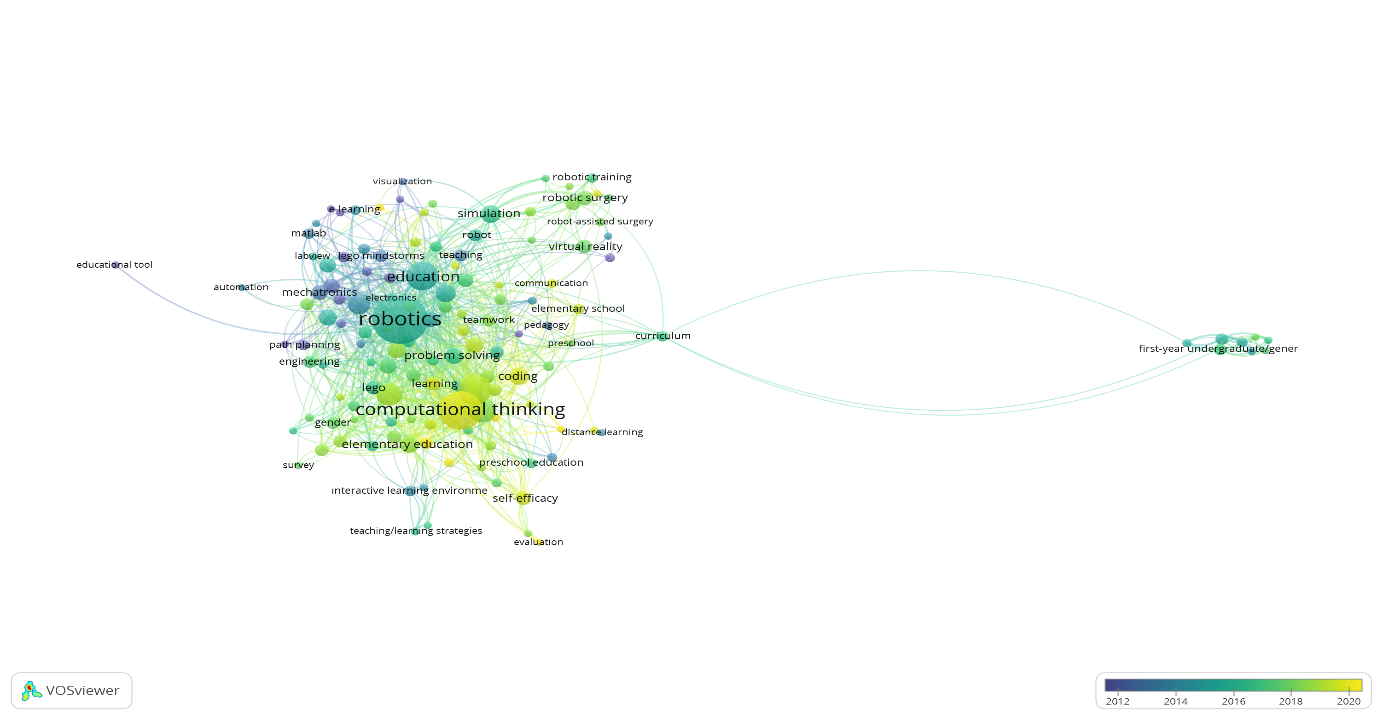 robotic training
visualization
robotic surgery
e learning
simulation
robot-assisted surgery
matlab
robot
virtual reality
labview
lego mindstorms
teaching
educational tool
education
communication
automation
mechatronics
electronics
elementary school
robotics
teamwork
pedagogy
curriculum
path planning
preschool
first-year undergraduate/gener
engineering
problem solving
coding
lego
learning
computational thinking
gender
distance learning
elementary education
survey
preschool education
interactive learning environme
self-efficacy
teaching/learning strategies
evaluation
VOSviewer
2012 2014 2016 2018 2020